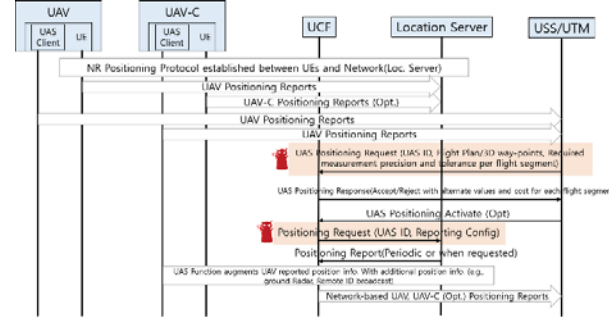 UAV
UAV-C
UAS
Client
UE
UAS
Client
UE
UCF
Location Server
USS/UTM
NR Positioning Protocol established between UEs and Network(Loc. Server)
UAV Positioning Reports
UAV-C Positioning Reports (Opt.)
UAV Positioning Reports
UAV Positioning Reports
UAS Positioning Request (UAS ID, Flight Plan/3D way-points, Required
measurement precision and tolerance per flight segment)
UAS Positioning Response(Accept/Reject with alternate values and cost for each flight segmen
UAS Positioning Activate (Opt)
Positioning Request (UAS ID, Reporting Config)
Positioning Report(Periodic or when requested)
UAS Function augments UAV reported position info. With additional position info. (e.g.,
ground Radar, Remote ID broadcast)
Network-based UAV, UAV-C (Opt.) Positioning Reports